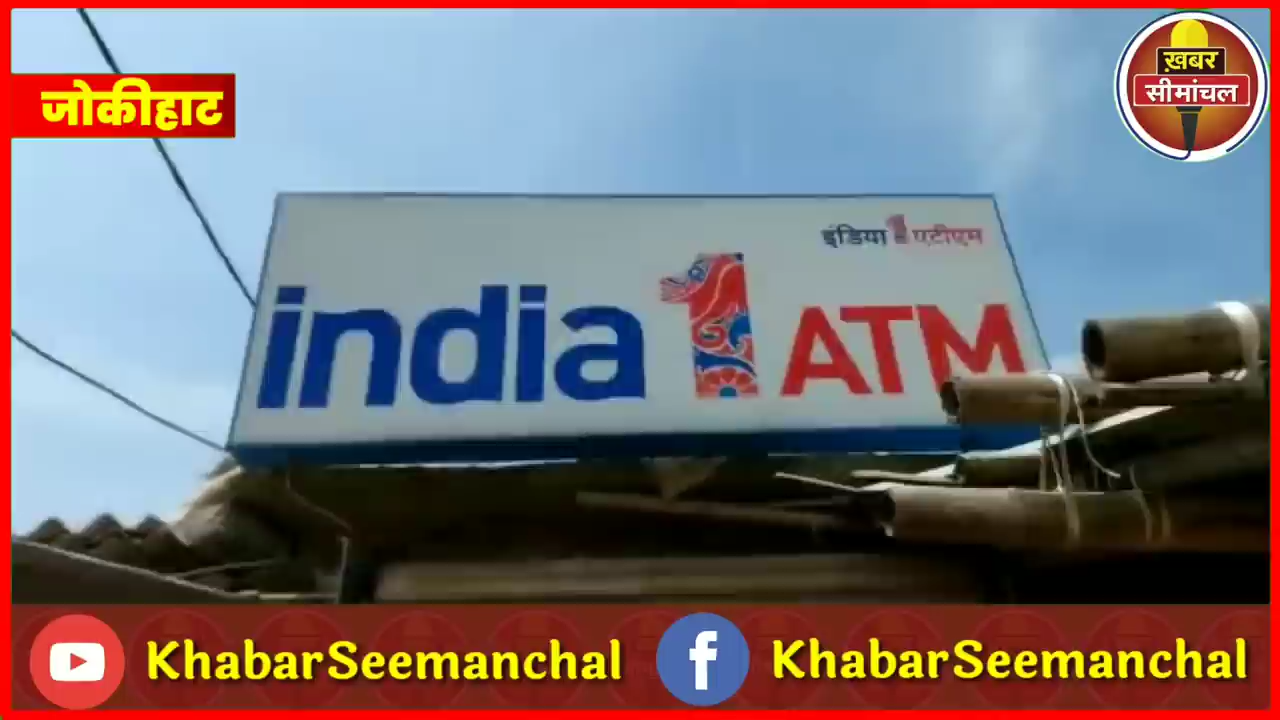 जोकीहाट
ख़बर
सीमांचल
इंडिया 1 एटीएम
india 1 ATM
KhabarSeemanchal
KhabarSeemanchal